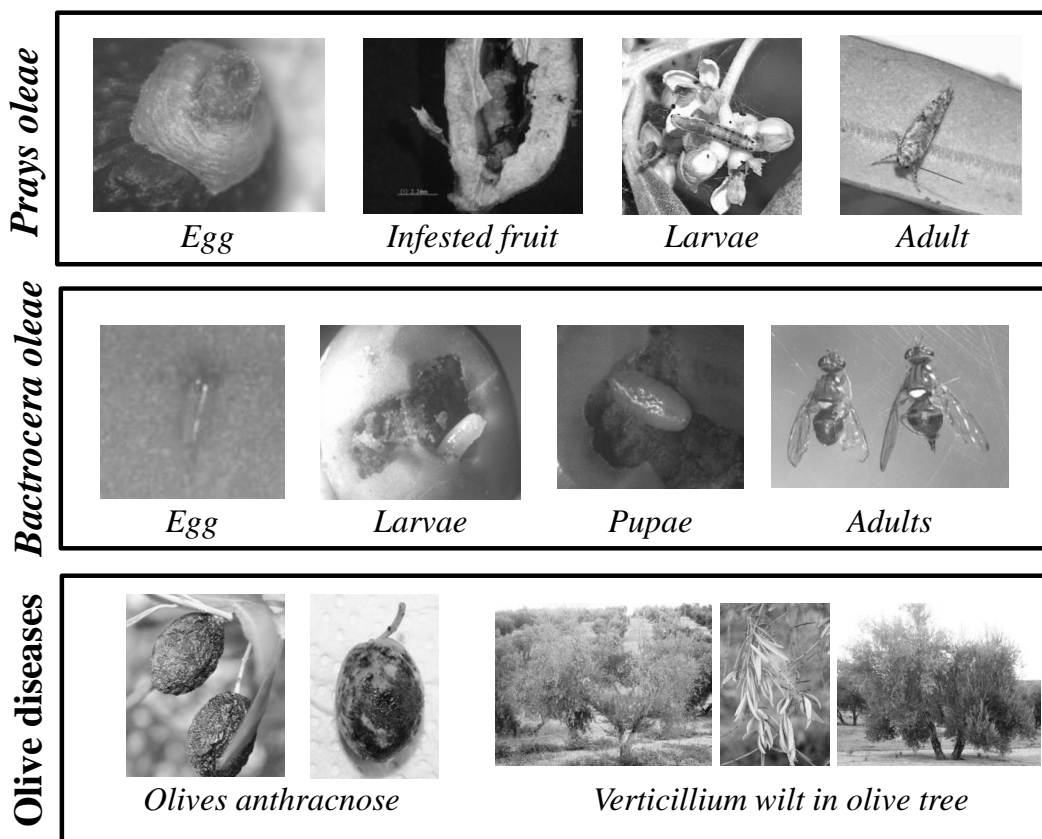 Prays oleae
Egg
Infested fruit
Larvae
Adult
Bactrocera oleae
Egg
Larvae
Pupae
Adults
Olive diseases
Olives anthracnose
Verticillium wilt in olive tree